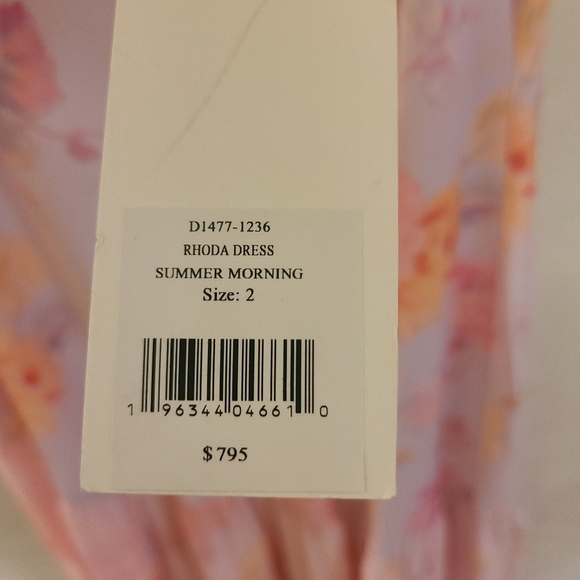 D1477-1236
RHODA DRESS
SUMMER MORNING
Size: 2
1 96344 04661 0
$795